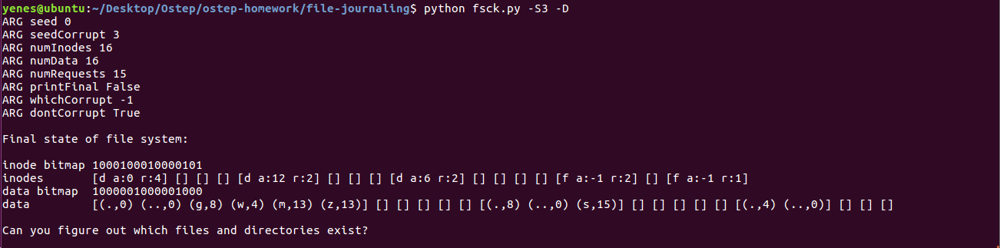 yenes@ubuntu:~/Desktop/Ostep/ostep-homework/file-journaling$ python fsck.py -S3 -D
ARG seed 0
ARG seedCorrupt 3
ARG numInodes 16
ARG numData 16
ARG numRequests 15
ARG printFinal False
ARG whichCorrupt -1
ARG dontCorrupt True
Final state of file system:
inode bitmap 1000100010000101
inodes       [d a:0 r:4] [] [] [] [d a:12 r:2] [] [] [] [d a:6 r:2] [] [] [] [] [f a:-1 r:2] [] [f a:-1 r:1]
data bitmap  1000001000001000
data         [(.,0) (..,0) (g,8) (w,4) (m,13) (z,13)] [] [] [] [] [] [(.,8) (..,0) (s,15)] [] [] [] [] [] [(.,4) (..,0)] [] [] []
Can you figure out which files and directories exist?